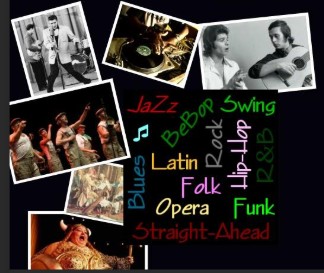 JaZz
BeBop
Swing
Blues
Latin
Rock
Hip-Hop
R&B
Folk
Opera
Funk
Straight-Ahead